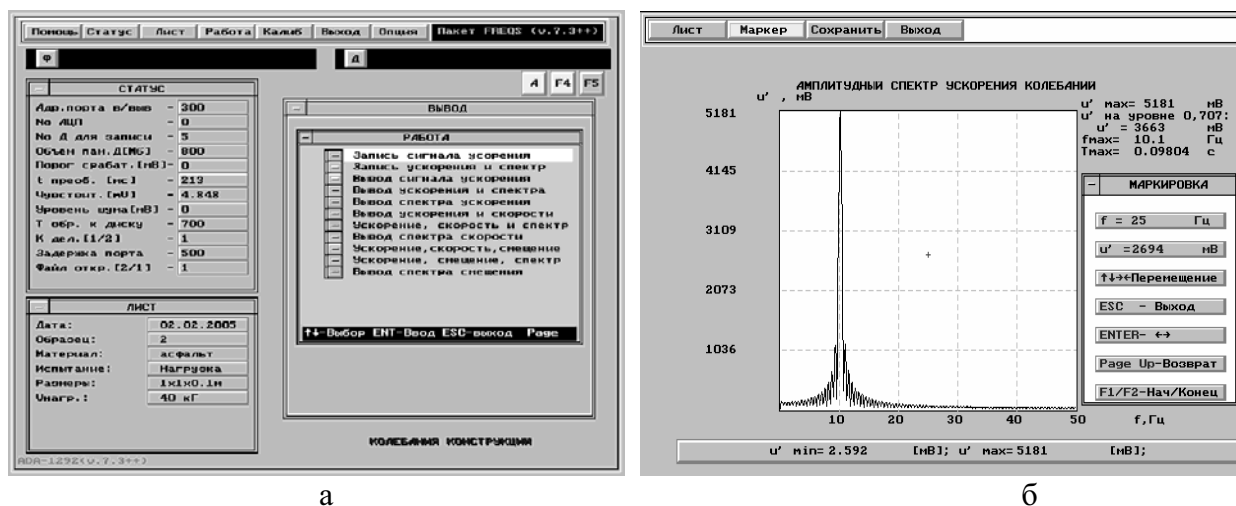 Помощь Статус Лист Работа Калиб Выход Опция Пакет FREQS (v.7.3++)
φ Д
A F4 F5
СТАТУС
Адр.порта в/выв - 300
No АЦП - 0
No Д для записи - 5
Объем пам.Д[Мб] - 800
Порог срабат.[мВ]- 0
t преоб. [мс] - 213
Чувствит. [мU] - 4.848
Уровень шума[мВ] - 0
Т обр. к диску - 700
К дел.[1/2] - 1
Задержка порта - 500
Файл откр.[2/1] - 1
ЛИСТ
Дата: 02.02.2005
Образец: 2
Материал: асфальт
Испытание: Нагрузка
Размеры: 1x1x0.1м
Vнагр.: 40 кГ
ВЫВОД
РАБОТА
Запись сигнала усорения
Запись ускорения и спектр
Вывод сигнала ускорения
Вывод ускорения и спектра
Вывод спектра ускорения
Вывод ускорения и скорости
Ускорение, скорость и спектр
Вывод спектра скорости
Ускорение,скорость,смещение
Ускорение, смещение, спектр
Вывод спектра смещения
↑↓-Выбор ENT-Ввод ESC-выход Page
КОЛЕБАНИЯ КОНСТРУКЦИИ
ADA-1292(v.7.3++)
а
Лист Маркер Сохранить Выход
АМПЛИТУДНЫЙ СПЕКТР УСКОРЕНИЯ КОЛЕБАНИИ
u' , мВ
5181
4145
3109
2073
1036
10 20 30 40 50 f,Гц
u' max= 5181 мВ
u' на уровне 0,707:
u' = 3663 мВ
fmax= 10.1 Гц
Tmax= 0.09804 с
МАРКИРОВКА
f = 25 Гц
u' =2694 мВ
↑↓→←Перемещение
ESC - Выход
ENTER- ↔
Page Up-Возврат
F1/F2-Нач/Конец
u' min= 2.592 [мВ]; u' max= 5181 [мВ];
б